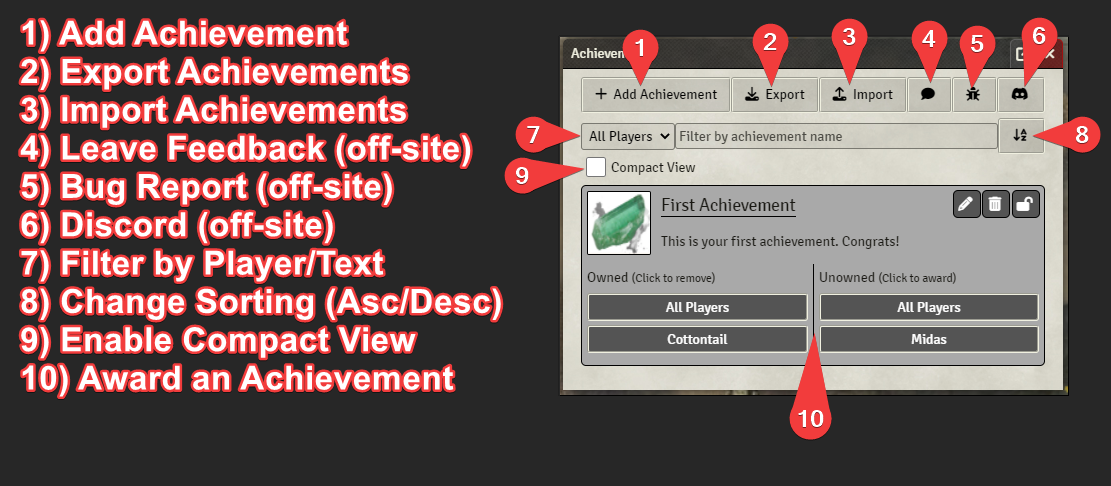 1) Add Achievement
2) Export Achievements
3) Import Achievements
4) Leave Feedback (off-site)
5) Bug Report (off-site)
6) Discord (off-site)
7) Filter by Player/Text
8) Change Sorting (Asc/Desc)
9) Enable Compact View
10) Award an Achievement
1 2 3 4 5 6
Add Achievement Export Import
7 All Players Filter by achievement name 8
9 Compact View
First Achievement
This is your first achievement. Congrats!
Owned (Click to remove) Unowned (Click to award)
All Players All Players
Cottontail Midas
10